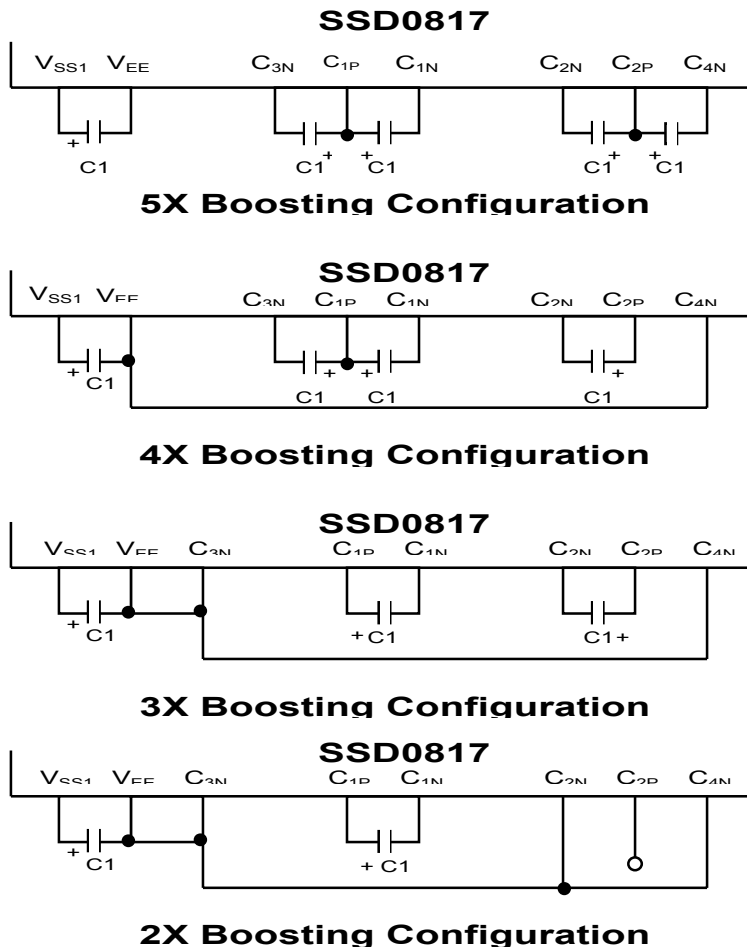 SSD0817
VSS1 VEE C3N C1P C1N C2N C2P C4N
+ + + + +
C1 C1 C1 C1 C1
5X Boosting Configuration
SSD0817
VSS1 VEE C3N C1P C1N C2N C2P C4N
+ C1 + + +
C1 C1 C1
4X Boosting Configuration
SSD0817
VSS1 VEE C3N C1P C1N C2N C2P C4N
+ C1 + C1 C1 +
3X Boosting Configuration
SSD0817
VSS1 VEE C3N C1P C1N C2N C2P C4N
+ C1 + C1
2X Boosting Configuration